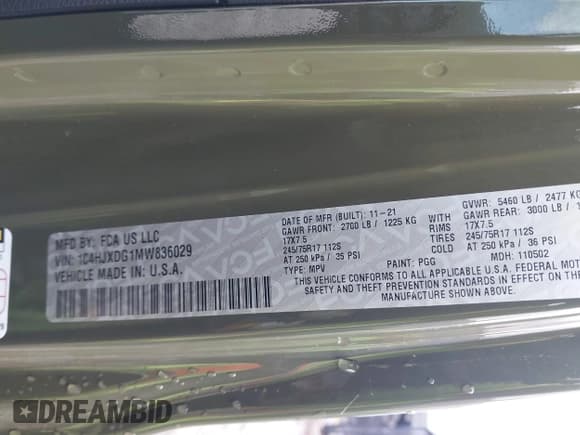 MFD. BY: FCA US LLC
VIN: 1C4HJXDG1MW836029
VEHICLE MADE IN U.S.A.
DATE OF MFR (BUILT): 11-21
GAWR FRONT: 2700 LB / 1225 KG
17X7.5
245/75R17 112S
AT 250 kPa / 35 PSI
TYPE: MPV
WITH TIRES
RIMS
COLD
GVWR: 5460 LB / 2477 KG
GAWR REAR: 3000 LB /
17X7.5
245/75R17 112S
AT 250 kPa / 36 PSI
PAINT: PGG
MDH: 110502
THIS VEHICLE CONFORMS TO ALL APPLICABLE U.S.A. FEDERAL MOTOR
SAFETY AND THEFT PREVENTION STANDARDS IN EFFECT ON THE DATE OF
MANUFACTURE SHOWN ABOVE.
DREAMBID